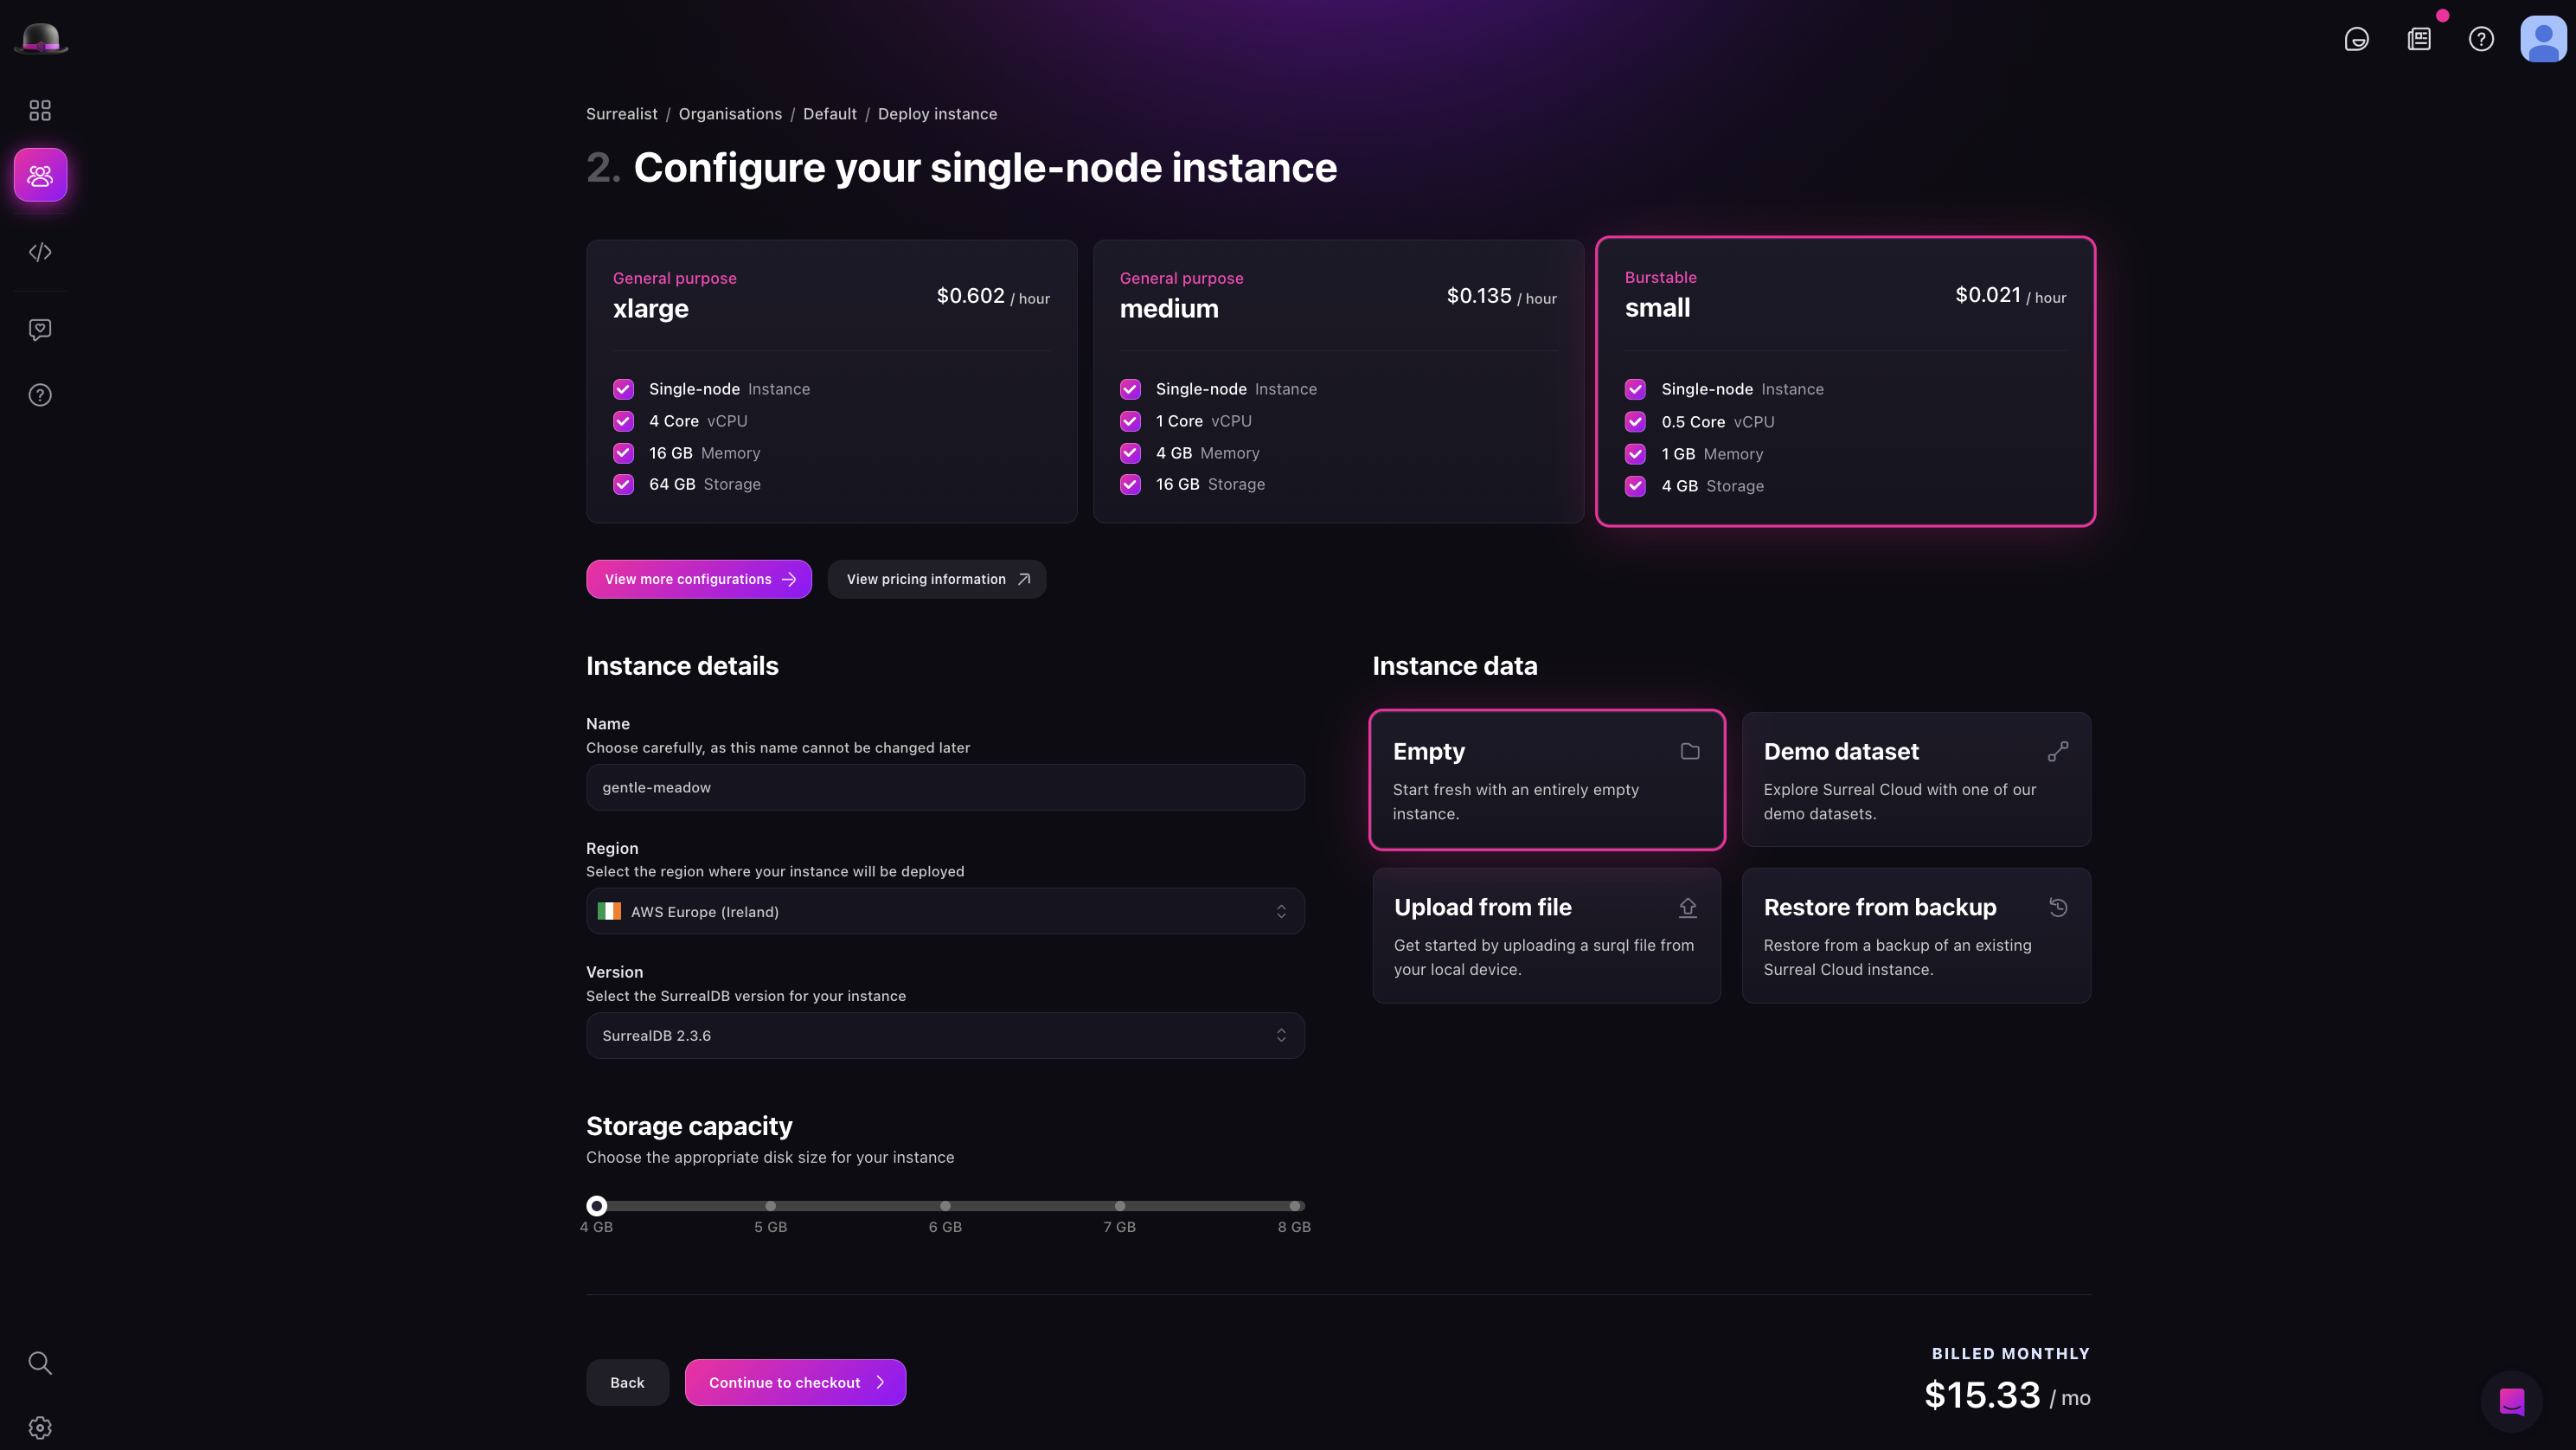 Surrealist / Organisations / Default / Deploy instance
2. Configure your single-node instance
General purpose
xlarge
$0.602 / hour
Single-node Instance
4 Core vCPU
16 GB Memory
64 GB Storage
General purpose
medium
$0.135 / hour
Single-node Instance
1 Core vCPU
4 GB Memory
16 GB Storage
Burstable
small
$0.021 / hour
Single-node Instance
0.5 Core vCPU
1 GB Memory
4 GB Storage
View more configurations
View pricing information
Instance details
Name
Choose carefully, as this name cannot be changed later
gentle-meadow
Region
Select the region where your instance will be deployed
AWS Europe (Ireland)
Version
Select the SurrealDB version for your instance
SurrealDB 2.3.6
Instance data
Empty
Start fresh with an entirely empty
instance.
Demo dataset
Explore Surreal Cloud with one of our
demo datasets.
Upload from file
Get started by uploading a surql file from
your local device.
Restore from backup
Restore from a backup of an existing
Surreal Cloud instance.
Storage capacity
Choose the appropriate disk size for your instance
4 GB 5 GB 6 GB 7 GB 8 GB
Back
Continue to checkout
BILLED MONTHLY
$15.33 / mo